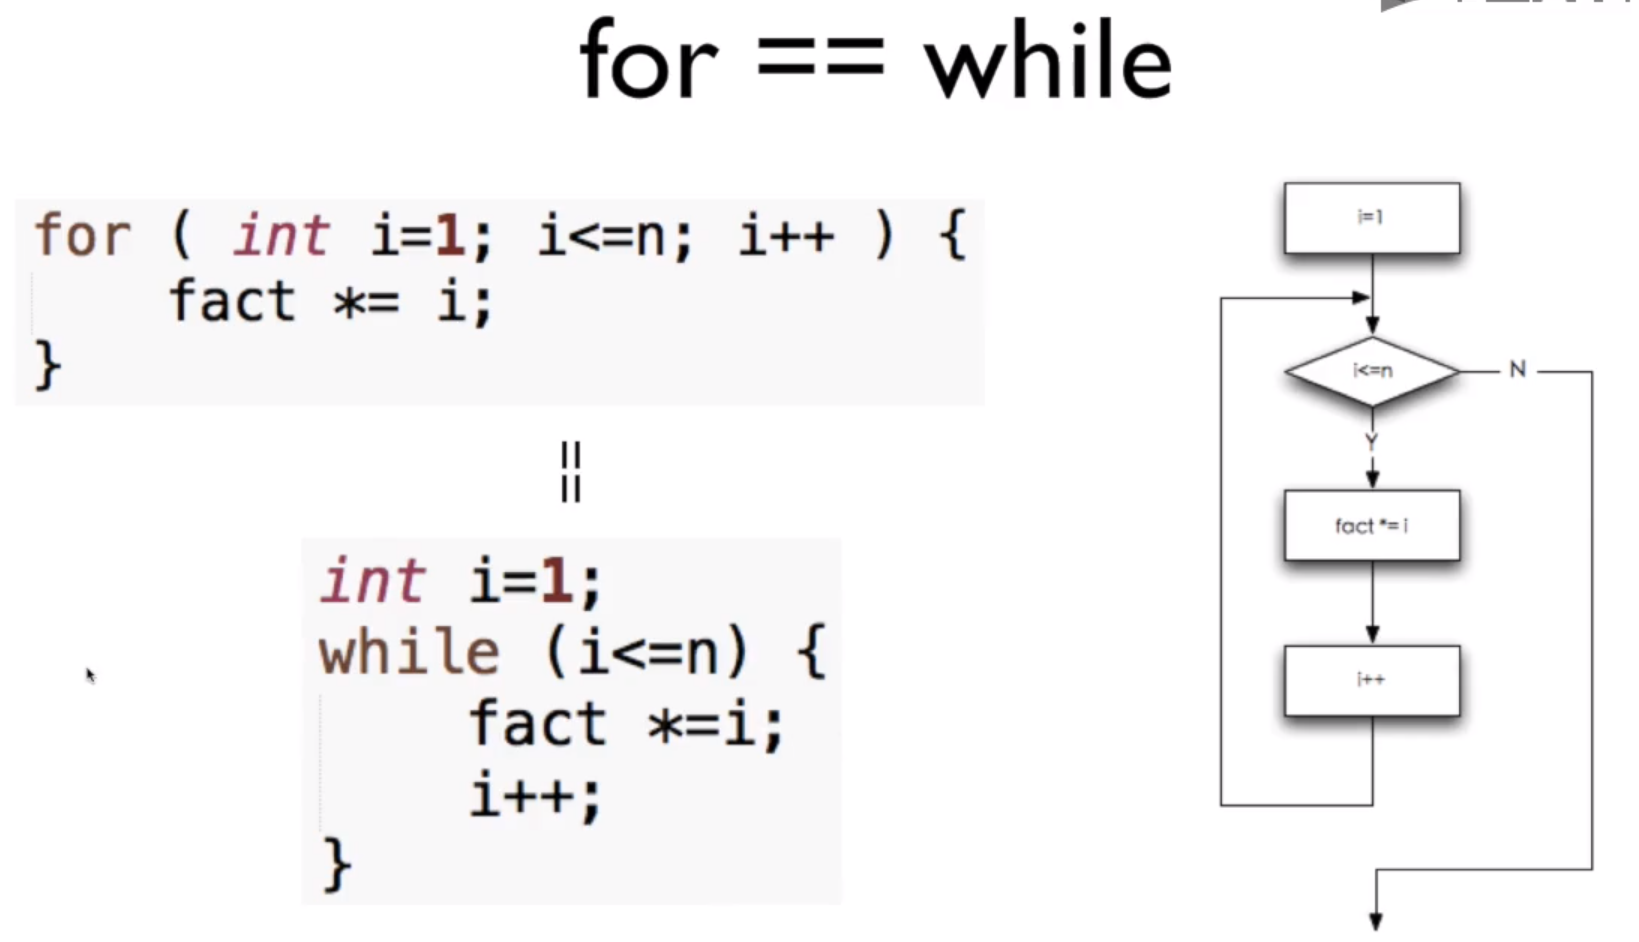 for == while
for ( int i=1; i<=n; i++ ) {
fact *= i;
}
==
int i=1;
while (i<=n) {
fact *=i;
i++;
}
i=1
i<=n
N
Y
fact *= i
i++